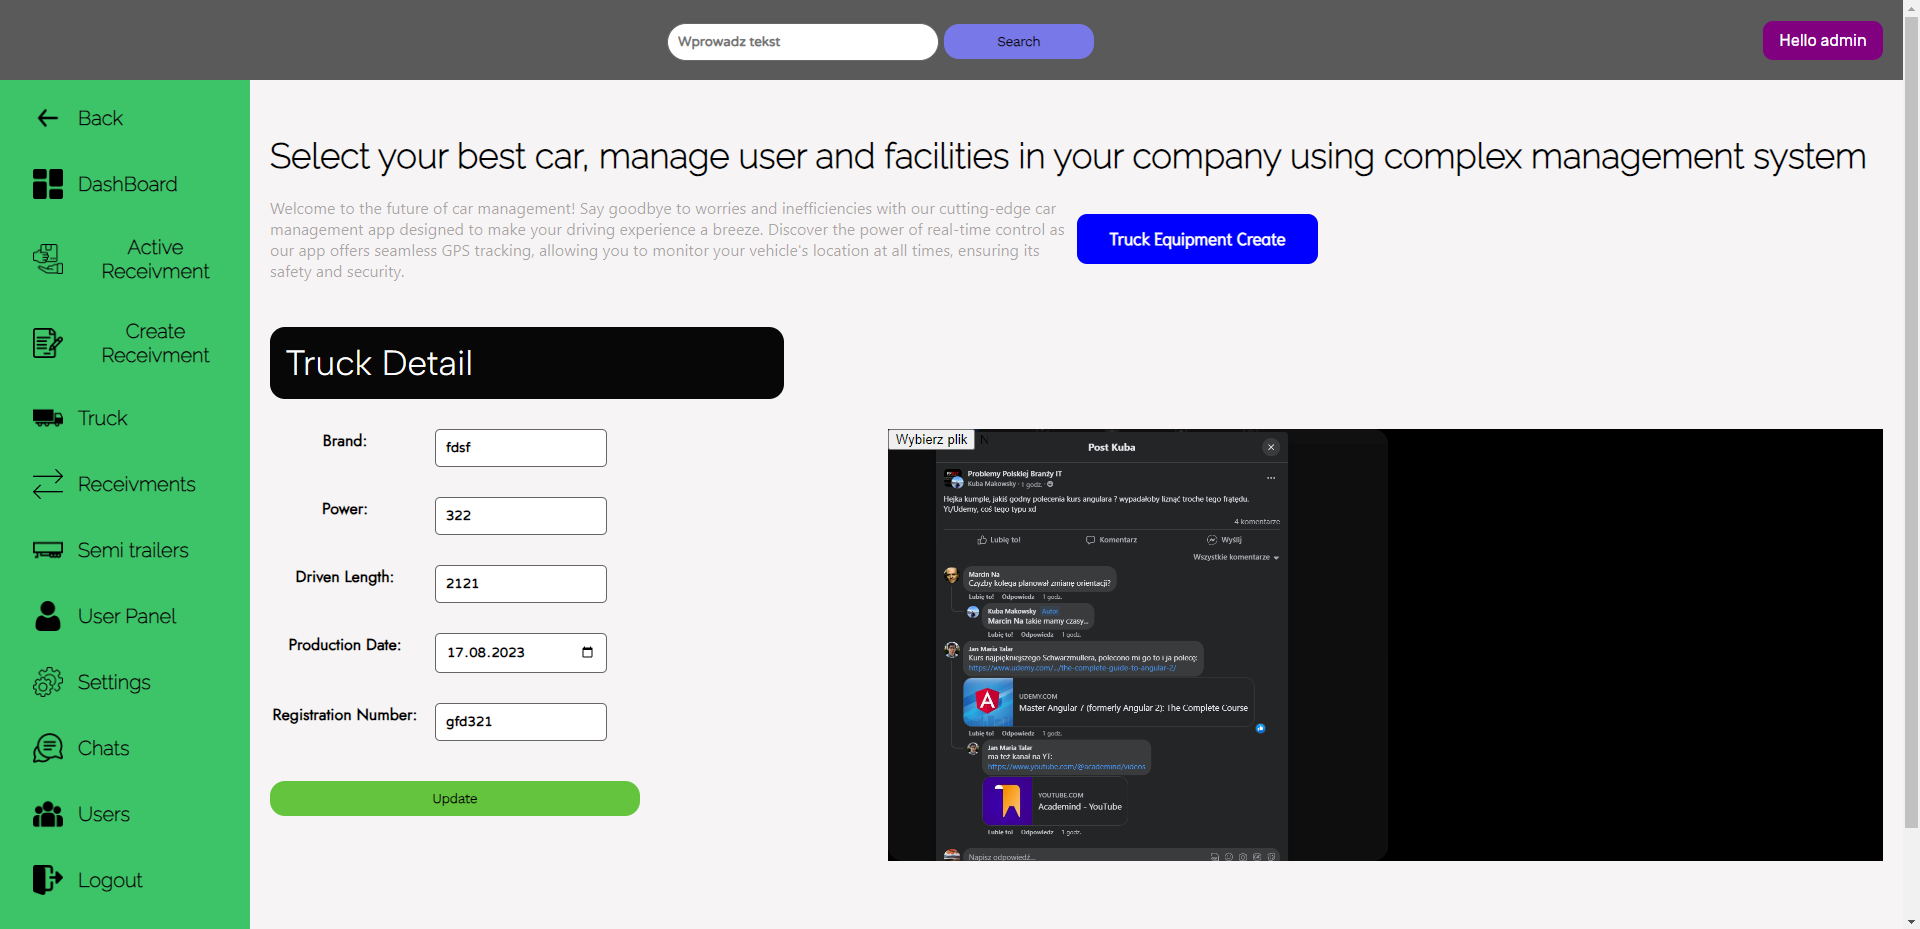 Wprowadz tekst
Search
Hello admin
Back
DashBoard
Active
Receivment
Create
Receivment
Truck
Receivments
Semi trailers
User Panel
Settings
Chats
Users
Logout
Select your best car, manage user and facilities in your company using complex management system
Welcome to the future of car management! Say goodbye to worries and inefficiencies with our cutting-edge car
management app designed to make your driving experience a breeze. Discover the power of real-time control as
our app offers seamless GPS tracking, allowing you to monitor your vehicle's location at all times, ensuring its
safety and security.
Truck Equipment Create
Truck Detail
Brand:
fdsf
Power:
322
Driven Length:
2121
Production Date:
17.08.2023
Registration Number:
gfd321
Update
Wybierz plik N
Post Kuba
Problemy Polskiej Branży IT
Kuba Makowsky · 1 godz. ·
Hejka kumple, jakiś godny polecenia kurs angulara ? wypadałoby liznąć troche tego frątędu.
Yt/Udemy, coś tego typu xd
4 komentarze
Lubię to!
Komentarz
Wyślij
Wszystkie komentarze
Marcin Na
Czyżby kolega planował zmianę orientacji?
Lubię to! Odpowiedz 1 godz.
Kuba Makowsky Autor
Marcin Na takie mamy czasy...
Lubię to! Odpowiedz 1 godz.
Jan Maria Talar
Kurs najpiękniejszego Schwarzmullera, polecono mi go to i ja polecę:
https://www.udemy.com/.../the-complete-guide-to-angular-2/
UDEMY.COM
Master Angular 7 (formerly Angular 2): The Complete Course
Lubię to! Odpowiedz 1 godz.
Jan Maria Talar
ma też kanał na YT:
https://www.youtube.com/@academind/videos
YOUTUBE.COM
Academind - YouTube
Lubię to! Odpowiedz 1 godz.
Napisz odpowiedź...